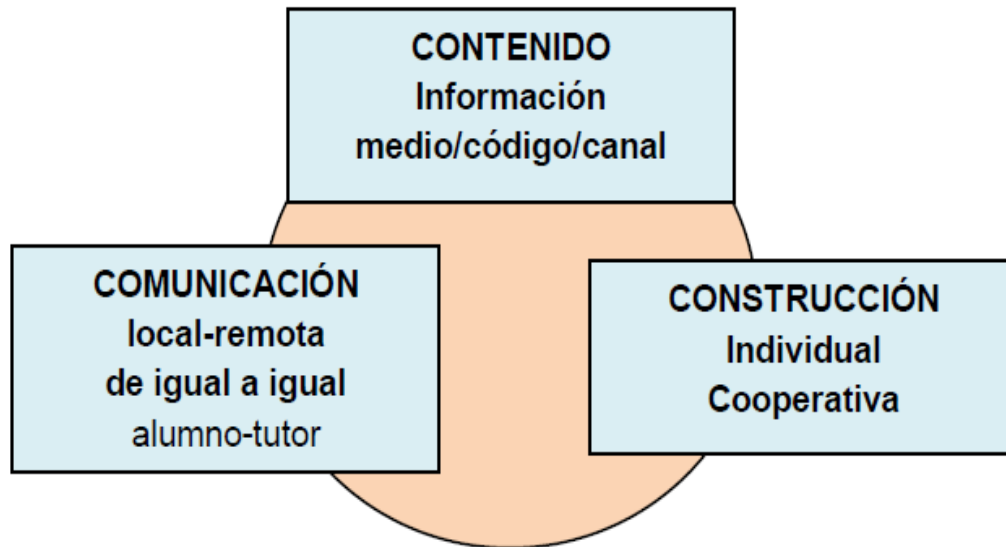 CONTENIDO
Información
medio/código/canal
COMUNICACIÓN
local-remota
de igual a igual
alumno-tutor
CONSTRUCCIÓN
Individual
Cooperativa